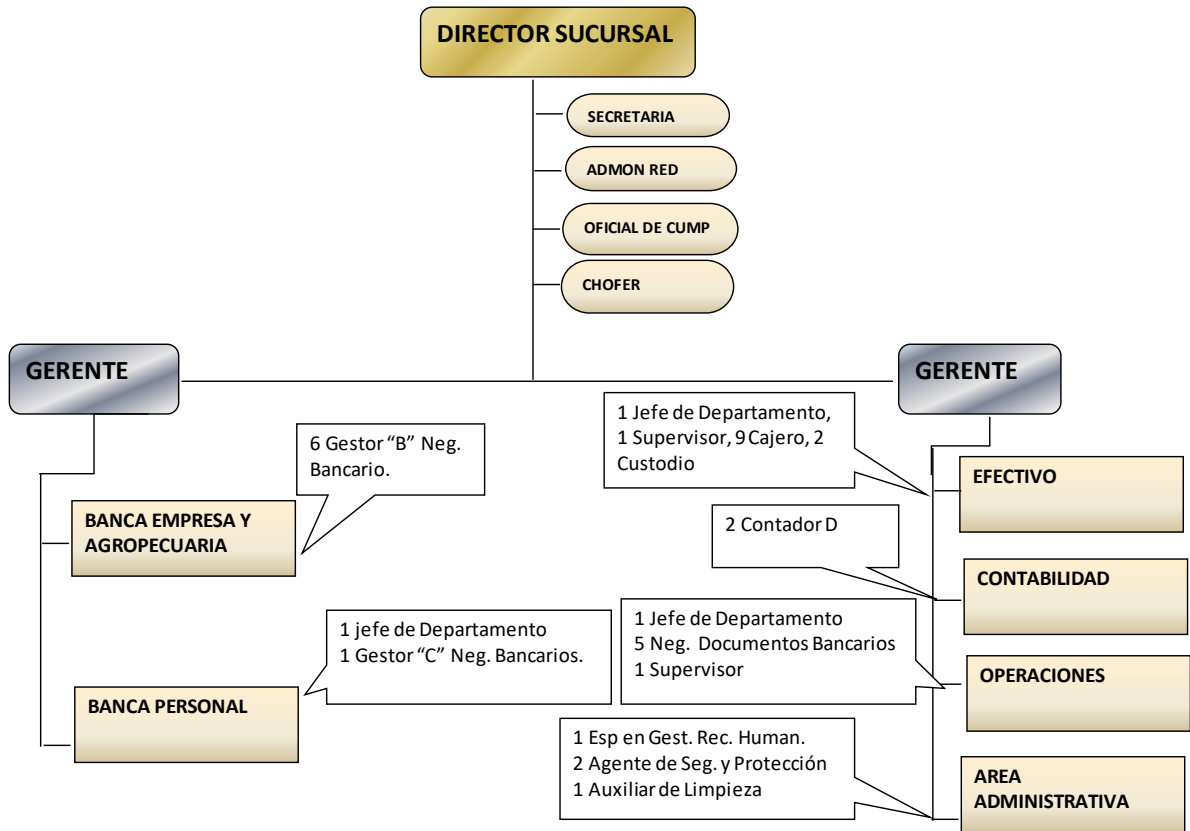 DIRECTOR SUCURSAL
SECRETARIA
ADMON RED
OFICIAL DE CUMP
CHOFER
GERENTE
6 Gestor “B” Neg.
Bancario.
BANCA EMPRESA Y
AGROPECUARIA
1 jefe de Departamento
1 Gestor “C” Neg. Bancarios.
BANCA PERSONAL
GERENTE
1 Jefe de Departamento,
1 Supervisor, 9 Cajero, 2
Custodio
EFECTIVO
2 Contador D
CONTABILIDAD
1 Jefe de Departamento
5 Neg. Documentos Bancarios
1 Supervisor
OPERACIONES
1 Esp en Gest. Rec. Human.
2 Agente de Seg. y Protección
1 Auxiliar de Limpieza
AREA
ADMINISTRATIVA